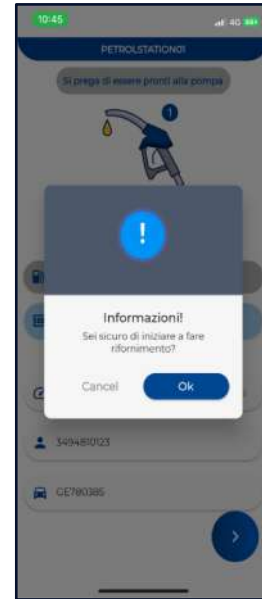 10:45
4G
PETROLSTATION01
Si prega di essere pronti alla pompa
1
!
Informazioni!
Sei sicuro di iniziare a fare
rifornimento?
Cancel
Ok
3494810123
GE780385